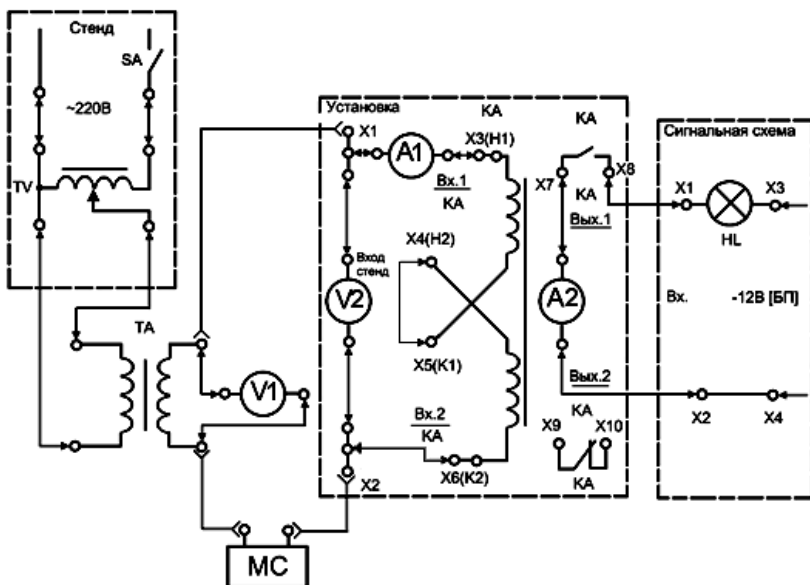 Стенд
SA
~220В
TV
TA
V1
MC
Установка
KA
X1
A1
X3(H1)
Вх.1
KA
X4(H2)
Вход
стенд
V2
X5(K1)
Вх.2
KA
X6(K2)
X2
KA
X7
X8
KA
Вых.1
A2
Вых.2
KA
X9
X10
KA
Сигнальная схема
X1
X3
HL
Вх.
-12В [БП]
X2
X4